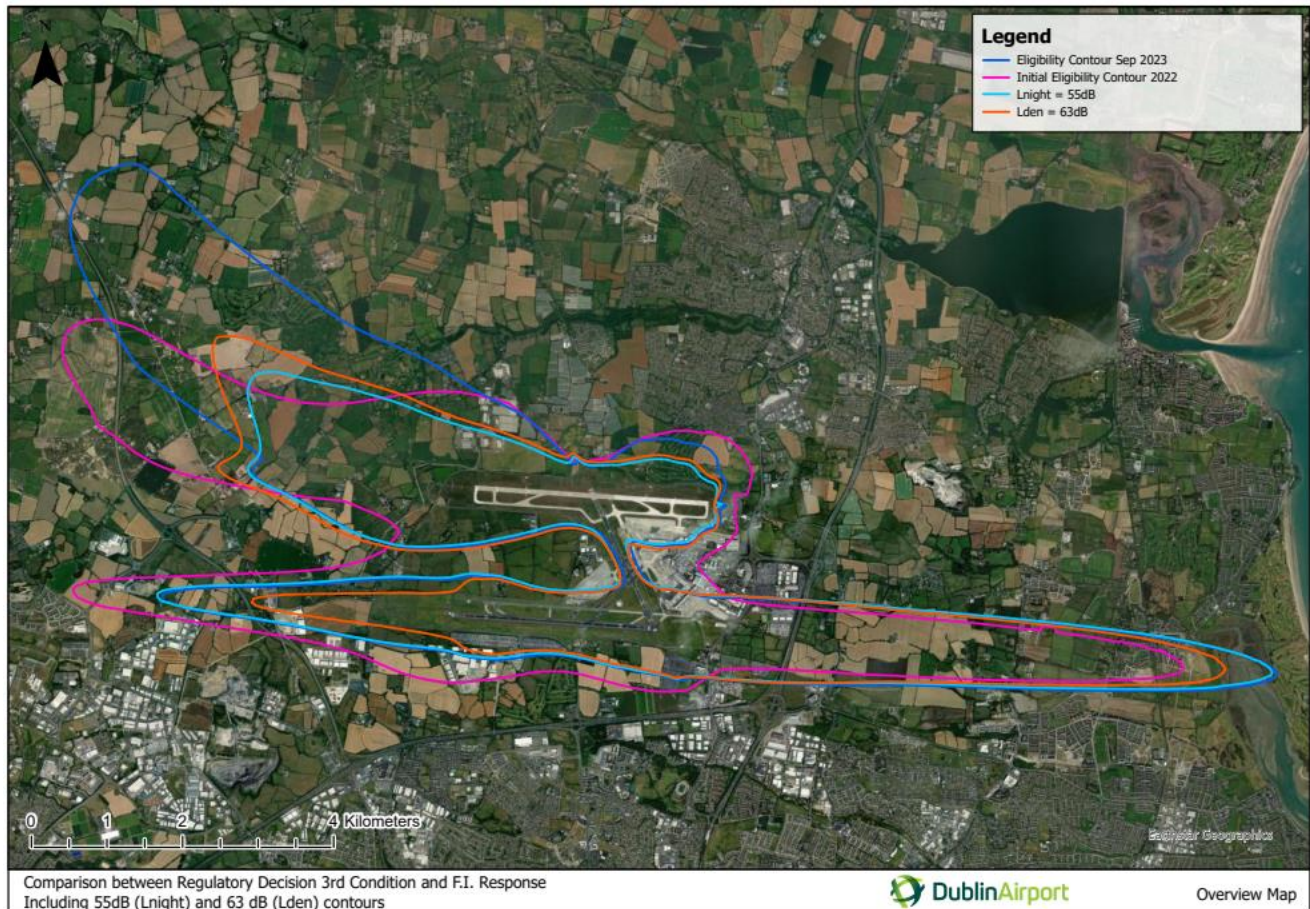 Legend
Eligibility Contour Sep 2023
Initial Eligibility Contour 2022
Lnight = 55dB
Lden = 63dB
0 1 2 4 Kilometers
Earthstar Geographics
Comparison between Regulatory Decision 3rd Condition and F.I. Response
Including 55dB (Lnight) and 63 dB (Lden) contours
DublinAirport
Overview Map